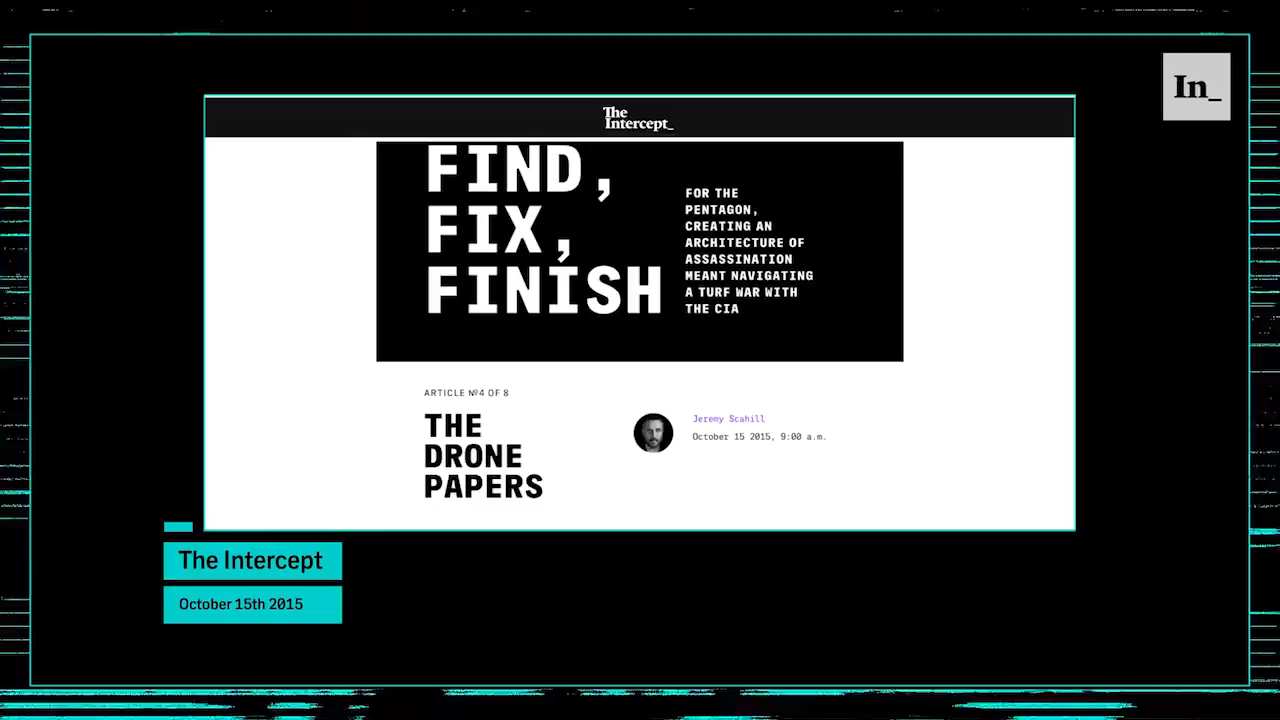 In_
The
Intercept_
FIND,
FIX,
FINISH
FOR THE
PENTAGON,
CREATING AN
ARCHITECTURE OF
ASSASSINATION
MEANT NAVIGATING
A TURF WAR WITH
THE CIA
ARTICLE №4 OF 8
THE
DRONE
PAPERS
Jeremy Scahill
October 15 2015, 9:00 a.m.
The Intercept
October 15th 2015